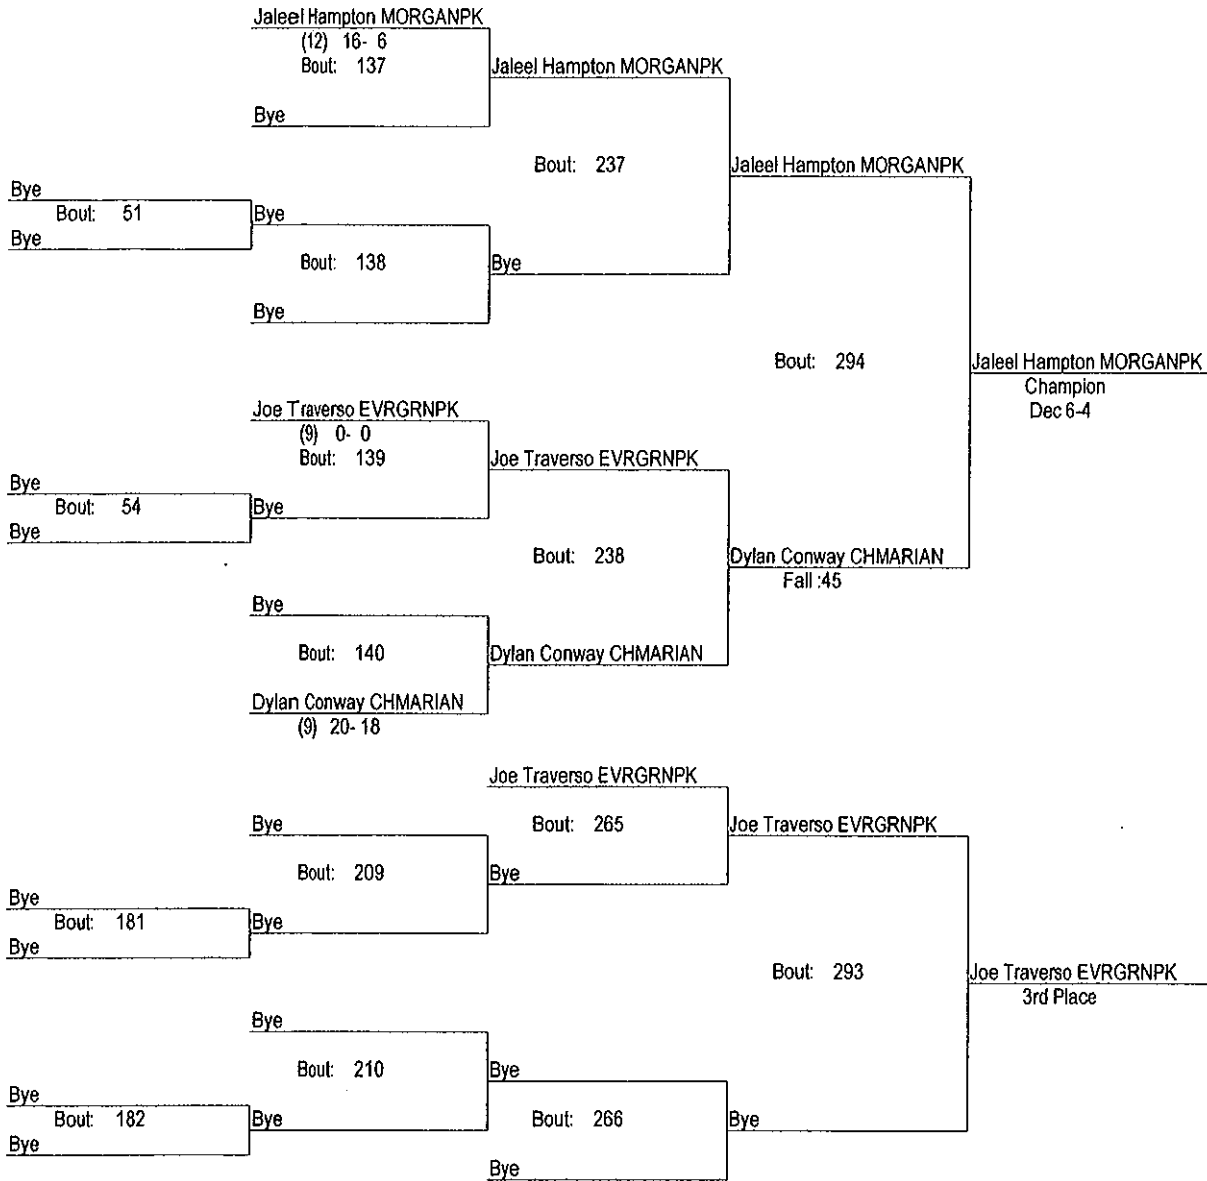 Jaleel Hampton MORGANPK
(12) 16- 6
Bout: 137
Jaleel Hampton MORGANPK
Bye
Bout: 237
Jaleel Hampton MORGANPK
Bye
Bout: 51
Bye
Bye
Bout: 138
Bye
Bye
Bout: 294
Jaleel Hampton MORGANPK
Champion
Dec 6-4
Joe Traverso EVRGRNPK
(9) 0- 0
Bout: 139
Joe Traverso EVRGRNPK
Bye
Bout: 54
Bye
Bye
Bout: 238
Dylan Conway CHMARIAN
Fall :45
Bye
Bout: 140
Dylan Conway CHMARIAN
Dylan Conway CHMARIAN
(9) 20- 18
Joe Traverso EVRGRNPK
Bout: 265
Joe Traverso EVRGRNPK
Bye
Bout: 209
Bye
Bye
Bout: 181
Bye
Bye
Bout: 293
Joe Traverso EVRGRNPK
3rd Place
Bye
Bout: 210
Bye
Bye
Bout: 182
Bye
Bye
Bout: 266
Bye
Bye